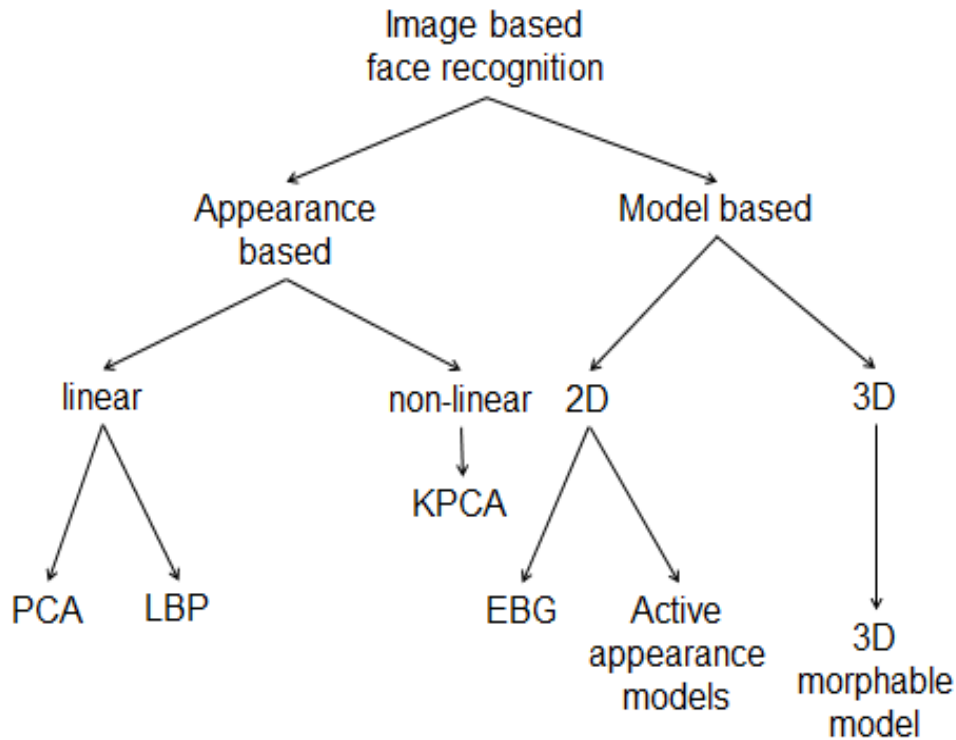 Image based
face recognition
Appearance
based
Model based
linear
non-linear
2D
3D
KPCA
PCA
LBP
EBG
Active
appearance
models
3D
morphable
model